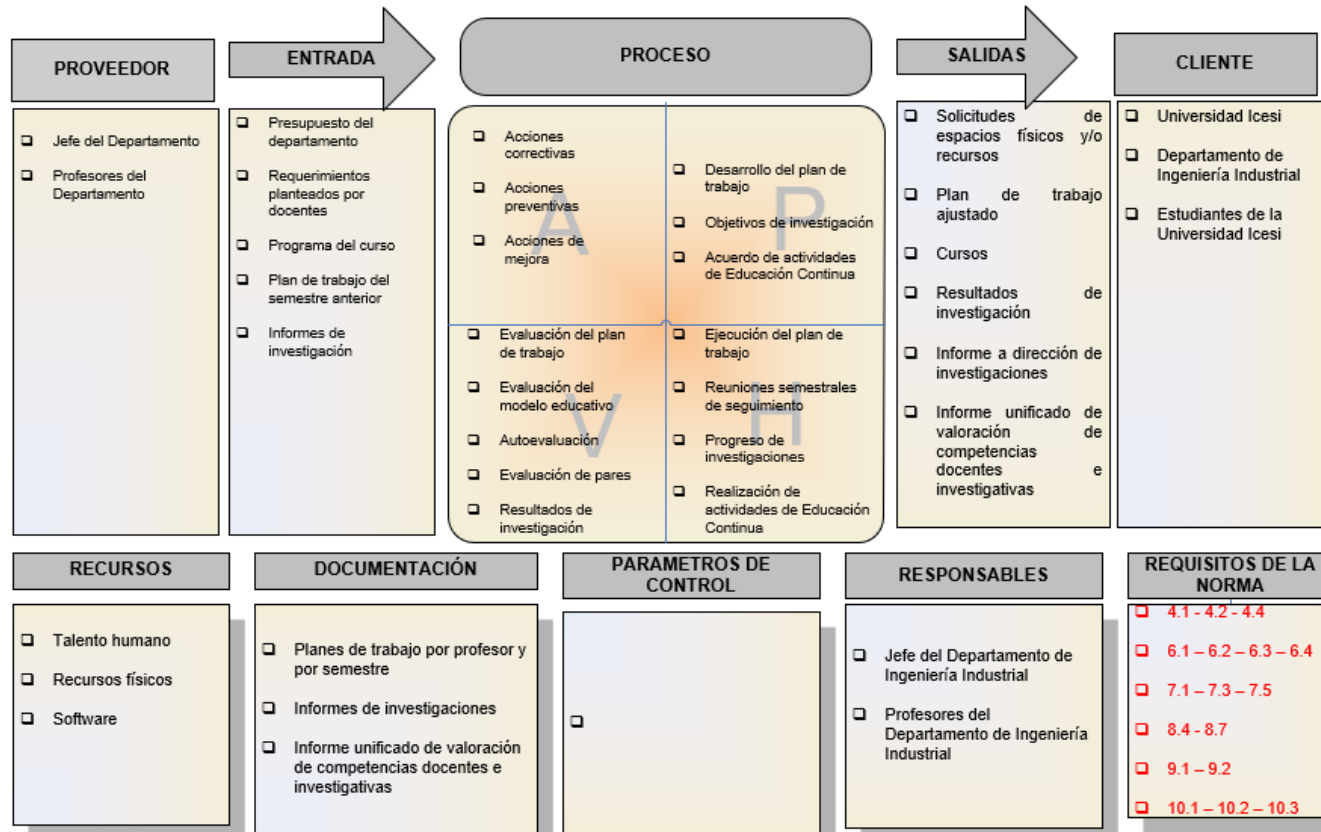 PROVEEDOR
ENTRADA
PROCESO
SALIDAS
CLIENTE
❑ Jefe del Departamento
❑ Profesores del
Departamento
❑ Presupuesto del
departamento
❑ Requerimientos
planteados por
docentes
❑ Programa del curso
❑ Plan de trabajo del
semestre anterior
❑ Informes de
investigación
A
❑ Acciones
correctivas
❑ Acciones
preventivas
❑ Acciones de
mejora
P
❑ Desarrollo del plan de
trabajo
❑ Objetivos de investigación
❑ Acuerdo de actividades
de Educación Continua
V
❑ Evaluación del plan
de trabajo
❑ Evaluación del
modelo educativo
❑ Autoevaluación
❑ Evaluación de pares
❑ Resultados de
investigación
H
❑ Ejecución del plan de
trabajo
❑ Reuniones semestrales
de seguimiento
❑ Progreso de
investigaciones
❑ Realización de
actividades de Educación
Continua
❑ Solicitudes de
espacios físicos y/o
recursos
❑ Plan de trabajo
ajustado
❑ Cursos
❑ Resultados de
investigación
❑ Informe a dirección de
investigaciones
❑ Informe unificado de
valoración de
competencias
docentes e
investigativas
❑ Universidad Icesi
❑ Departamento de
Ingeniería Industrial
❑ Estudiantes de la
Universidad Icesi
RECURSOS
❑ Talento humano
❑ Recursos físicos
❑ Software
DOCUMENTACIÓN
❑ Planes de trabajo por profesor y
por semestre
❑ Informes de investigaciones
❑ Informe unificado de valoración
de competencias docentes e
investigativas
PARAMETROS DE
CONTROL
❑
RESPONSABLES
❑ Jefe del Departamento de
Ingeniería Industrial
❑ Profesores del
Departamento de Ingeniería
Industrial
REQUISITOS DE LA
NORMA
❑ 4.1 - 4.2 - 4.4
❑ 6.1 – 6.2 – 6.3 – 6.4
❑ 7.1 – 7.3 – 7.5
❑ 8.4 - 8.7
❑ 9.1 – 9.2
❑ 10.1 – 10.2 – 10.3